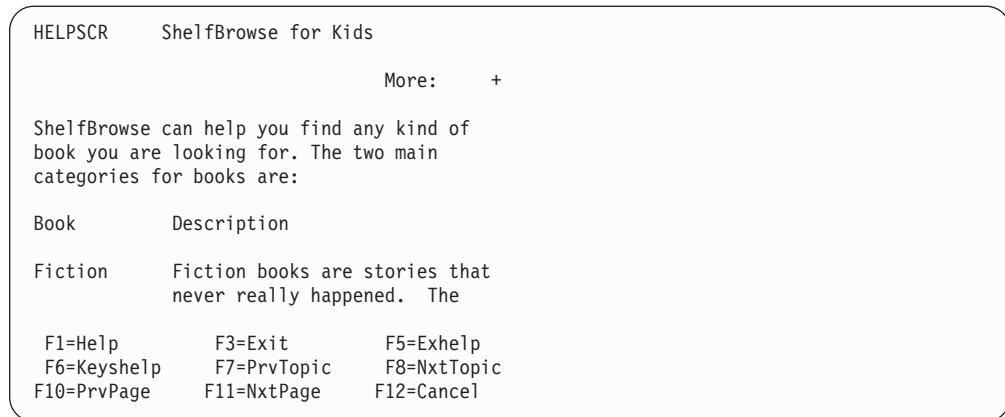 HELPSCR ShelfBrowse for Kids
More: +
ShelfBrowse can help you find any kind of
book you are looking for. The two main
categories for books are:
Book Description
Fiction Fiction books are stories that
never really happened. The
F1=Help F3=Exit F5=Exhelp
F6=Keyshelp F7=PrvTopic F8=NxtTopic
F10=PrvPage F11=NxtPage F12=Cancel